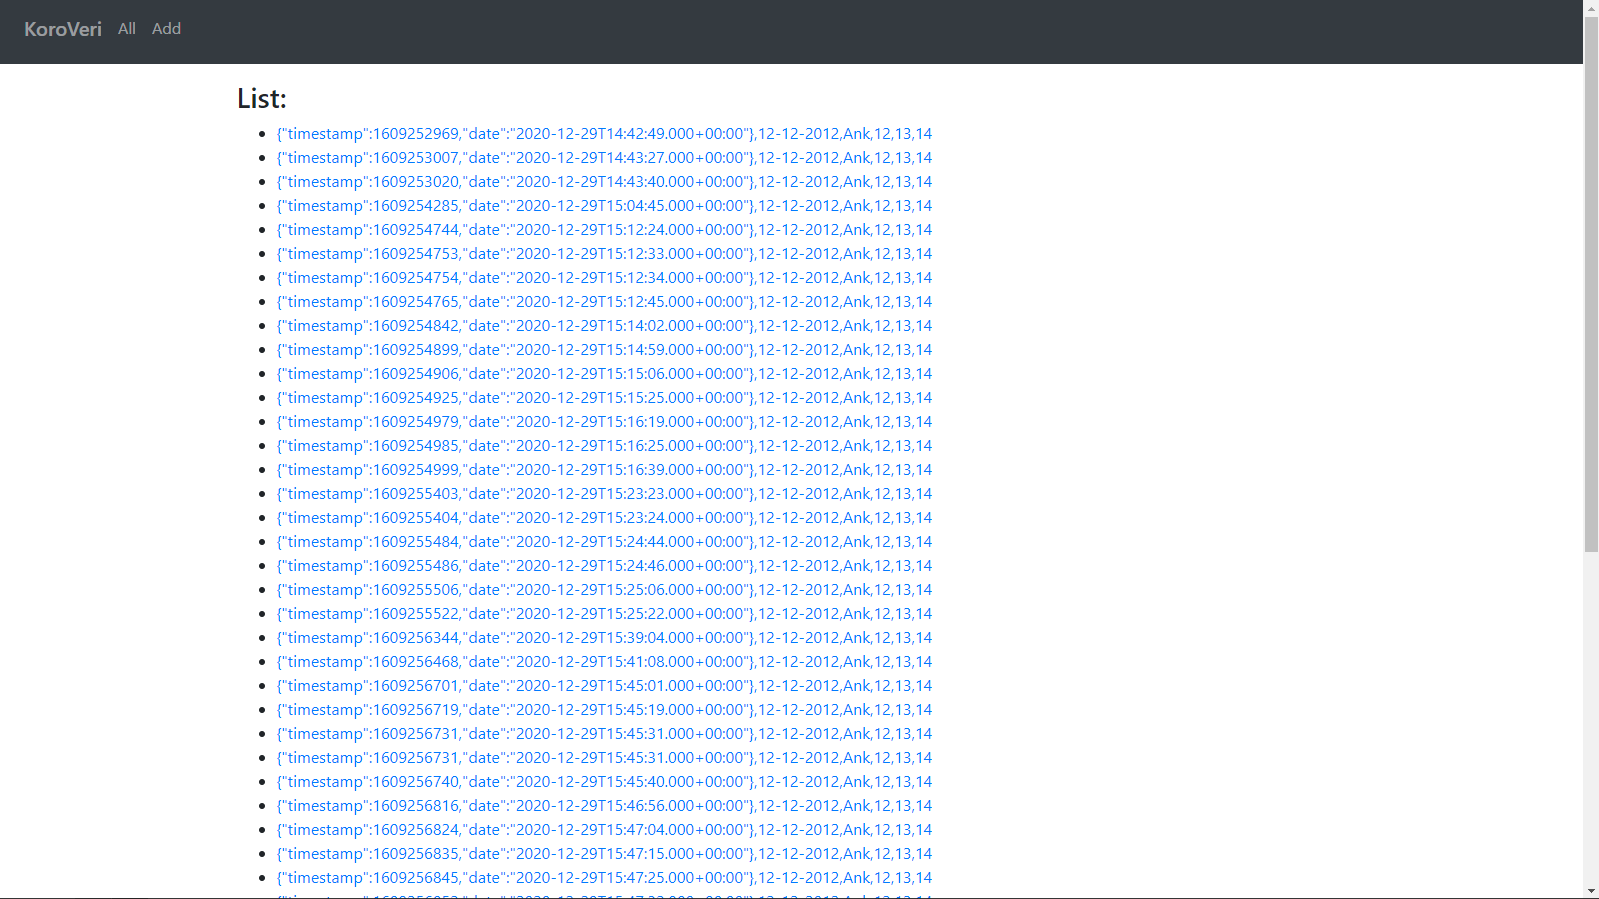 KoroVeri All Add
List:
{"timestamp":1609252969,"date":"2020-12-29T14:42:49.000+00:00"},12-12-2012,Ank,12,13,14
{"timestamp":1609253007,"date":"2020-12-29T14:43:27.000+00:00"},12-12-2012,Ank,12,13,14
{"timestamp":1609253020,"date":"2020-12-29T14:43:40.000+00:00"},12-12-2012,Ank,12,13,14
{"timestamp":1609254285,"date":"2020-12-29T15:04:45.000+00:00"},12-12-2012,Ank,12,13,14
{"timestamp":1609254744,"date":"2020-12-29T15:12:24.000+00:00"},12-12-2012,Ank,12,13,14
{"timestamp":1609254753,"date":"2020-12-29T15:12:33.000+00:00"},12-12-2012,Ank,12,13,14
{"timestamp":1609254754,"date":"2020-12-29T15:12:34.000+00:00"},12-12-2012,Ank,12,13,14
{"timestamp":1609254765,"date":"2020-12-29T15:12:45.000+00:00"},12-12-2012,Ank,12,13,14
{"timestamp":1609254842,"date":"2020-12-29T15:14:02.000+00:00"},12-12-2012,Ank,12,13,14
{"timestamp":1609254899,"date":"2020-12-29T15:14:59.000+00:00"},12-12-2012,Ank,12,13,14
{"timestamp":1609254906,"date":"2020-12-29T15:15:06.000+00:00"},12-12-2012,Ank,12,13,14
{"timestamp":1609254925,"date":"2020-12-29T15:15:25.000+00:00"},12-12-2012,Ank,12,13,14
{"timestamp":1609254979,"date":"2020-12-29T15:16:19.000+00:00"},12-12-2012,Ank,12,13,14
{"timestamp":1609254985,"date":"2020-12-29T15:16:25.000+00:00"},12-12-2012,Ank,12,13,14
{"timestamp":1609254999,"date":"2020-12-29T15:16:39.000+00:00"},12-12-2012,Ank,12,13,14
{"timestamp":1609255403,"date":"2020-12-29T15:23:23.000+00:00"},12-12-2012,Ank,12,13,14
{"timestamp":1609255404,"date":"2020-12-29T15:23:24.000+00:00"},12-12-2012,Ank,12,13,14
{"timestamp":1609255484,"date":"2020-12-29T15:24:44.000+00:00"},12-12-2012,Ank,12,13,14
{"timestamp":1609255486,"date":"2020-12-29T15:24:46.000+00:00"},12-12-2012,Ank,12,13,14
{"timestamp":1609255506,"date":"2020-12-29T15:25:06.000+00:00"},12-12-2012,Ank,12,13,14
{"timestamp":1609255522,"date":"2020-12-29T15:25:22.000+00:00"},12-12-2012,Ank,12,13,14
{"timestamp":1609256344,"date":"2020-12-29T15:39:04.000+00:00"},12-12-2012,Ank,12,13,14
{"timestamp":1609256468,"date":"2020-12-29T15:41:08.000+00:00"},12-12-2012,Ank,12,13,14
{"timestamp":1609256701,"date":"2020-12-29T15:45:01.000+00:00"},12-12-2012,Ank,12,13,14
{"timestamp":1609256719,"date":"2020-12-29T15:45:19.000+00:00"},12-12-2012,Ank,12,13,14
{"timestamp":1609256731,"date":"2020-12-29T15:45:31.000+00:00"},12-12-2012,Ank,12,13,14
{"timestamp":1609256731,"date":"2020-12-29T15:45:31.000+00:00"},12-12-2012,Ank,12,13,14
{"timestamp":1609256740,"date":"2020-12-29T15:45:40.000+00:00"},12-12-2012,Ank,12,13,14
{"timestamp":1609256816,"date":"2020-12-29T15:46:56.000+00:00"},12-12-2012,Ank,12,13,14
{"timestamp":1609256824,"date":"2020-12-29T15:47:04.000+00:00"},12-12-2012,Ank,12,13,14
{"timestamp":1609256835,"date":"2020-12-29T15:47:15.000+00:00"},12-12-2012,Ank,12,13,14
{"timestamp":1609256845,"date":"2020-12-29T15:47:25.000+00:00"},12-12-2012,Ank,12,13,14